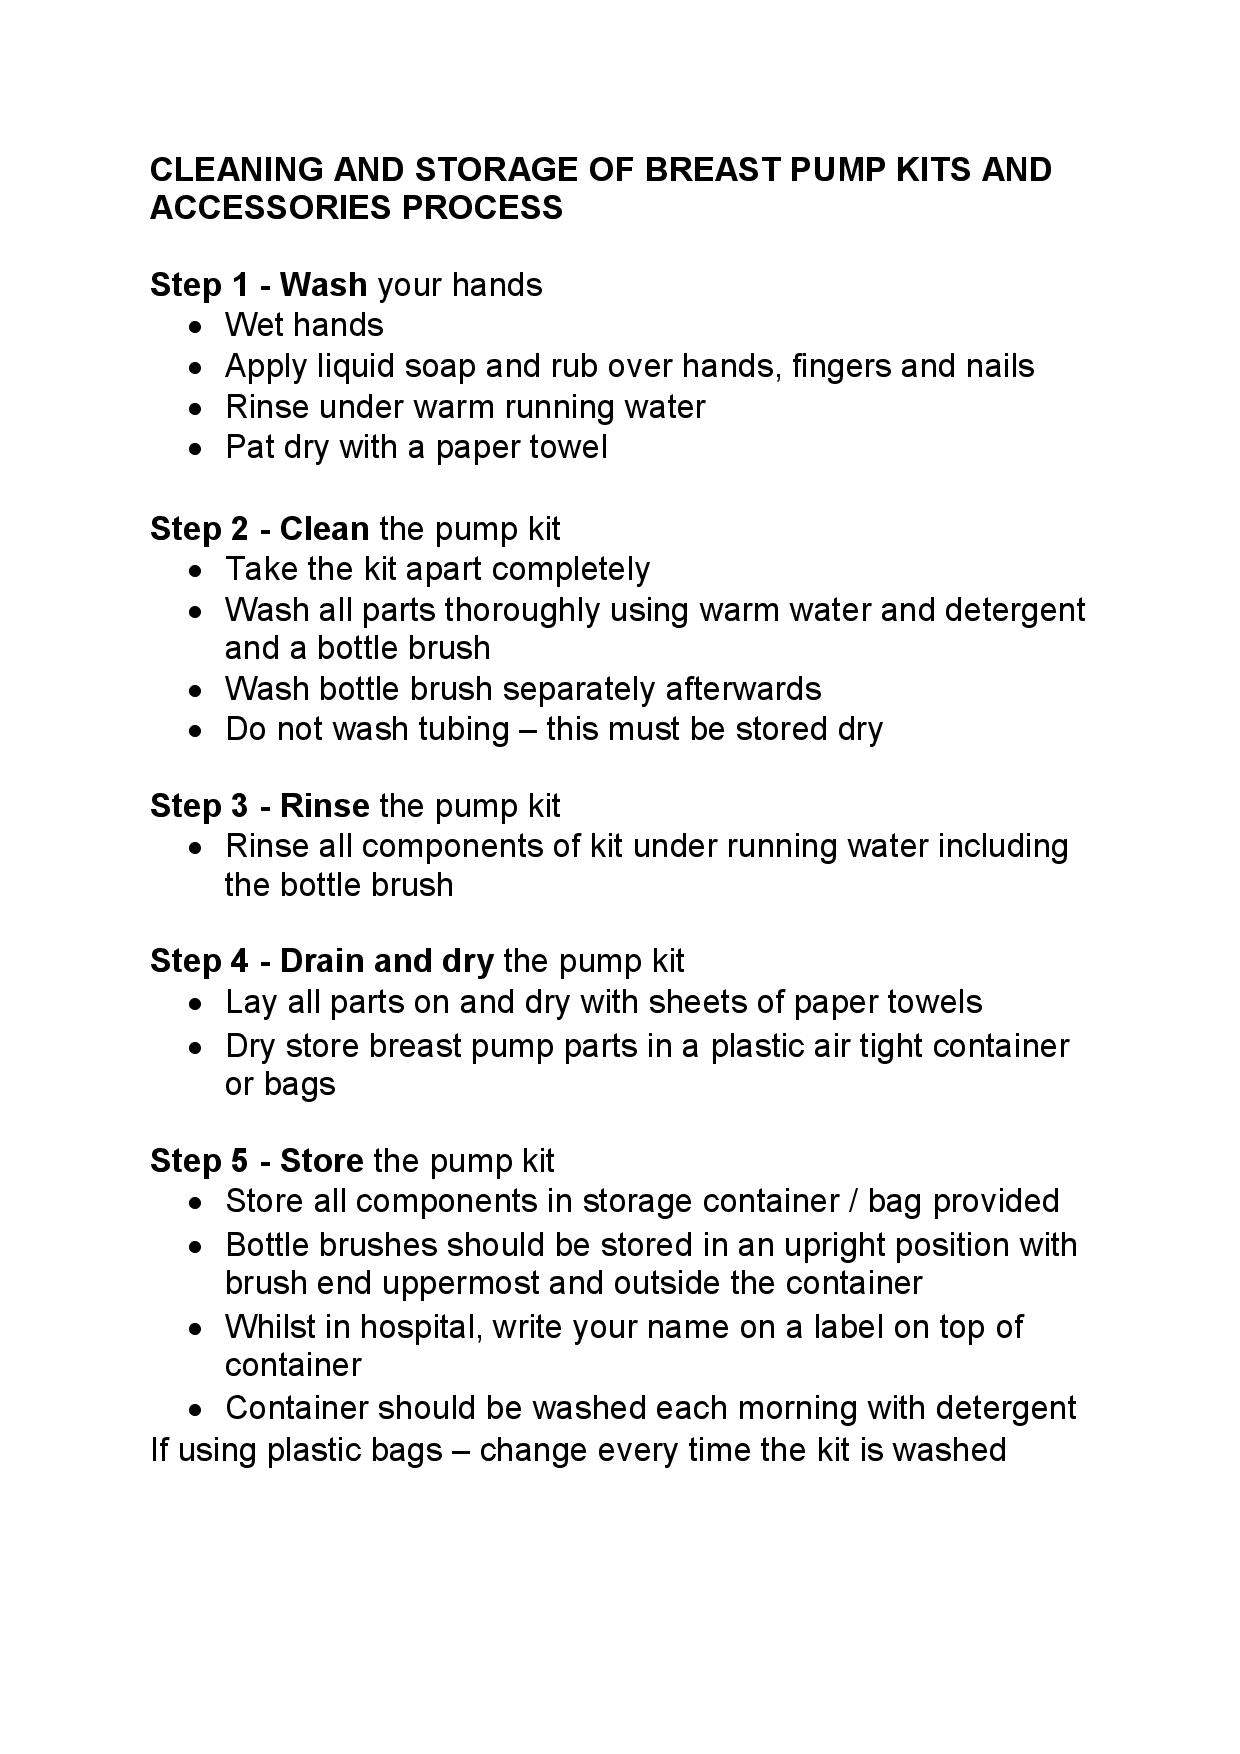 CLEANING AND STORAGE OF BREAST PUMP KITS AND
ACCESSORIES PROCESS
Step 1 - Wash your hands
• Wet hands
• Apply liquid soap and rub over hands, fingers and nails
• Rinse under warm running water
• Pat dry with a paper towel
Step 2 - Clean the pump kit
• Take the kit apart completely
• Wash all parts thoroughly using warm water and detergent
and a bottle brush
• Wash bottle brush separately afterwards
• Do not wash tubing – this must be stored dry
Step 3 - Rinse the pump kit
• Rinse all components of kit under running water including
the bottle brush
Step 4 - Drain and dry the pump kit
• Lay all parts on and dry with sheets of paper towels
• Dry store breast pump parts in a plastic air tight container
or bags
Step 5 - Store the pump kit
• Store all components in storage container / bag provided
• Bottle brushes should be stored in an upright position with
brush end uppermost and outside the container
• Whilst in hospital, write your name on a label on top of
container
• Container should be washed each morning with detergent
If using plastic bags – change every time the kit is washed